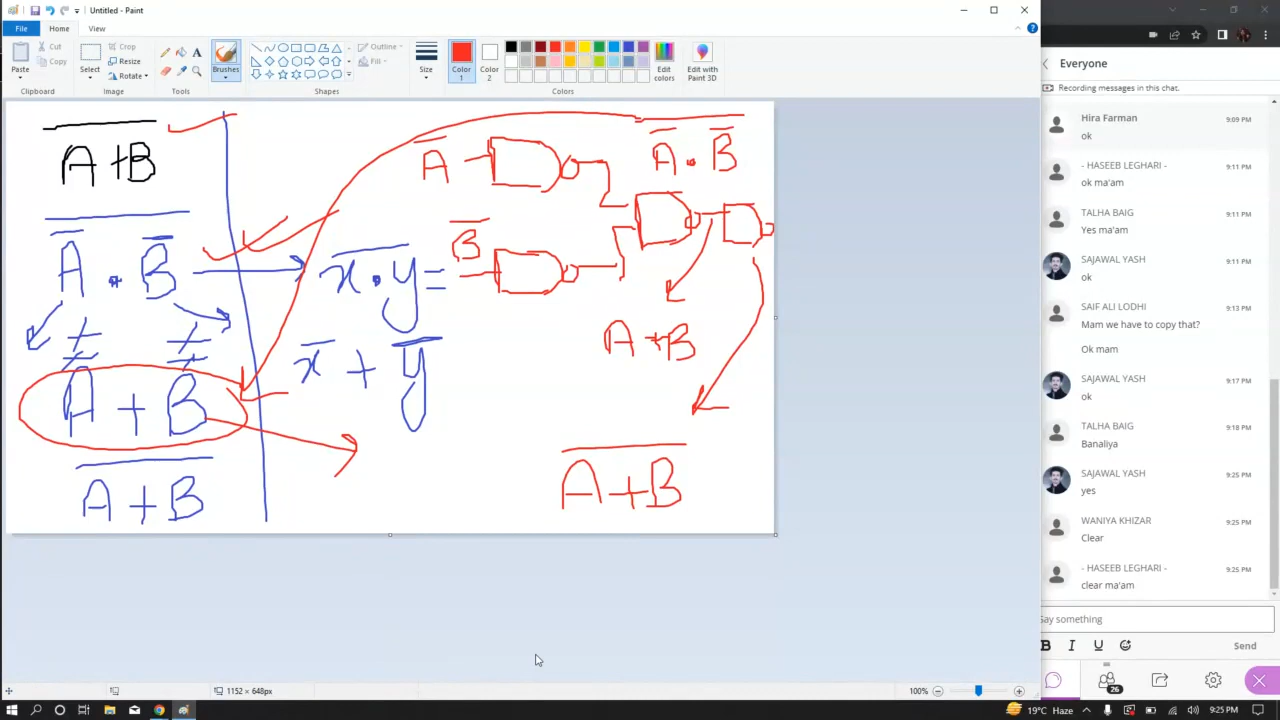 Untitled - Paint
File
Home
View
Paste
Cut
Copy
Clipboard
Select
Crop
Resize
Rotate
Image
A
Tools
Brushes
Shapes
Outline
Fill
Size
Color 1
Color 2
Edit colors
Edit with Paint 3D
Colors
A+B
A . B
A + B
A + B
x . y =
x + y
A
B
A . B
A + B
A + B
1152 × 648px
100%
Everyone
Recording messages in this chat.
Hira Farman 9:09 PM
ok
- HASEEB LEGHARI - 9:11 PM
ok ma'am
TALHA BAIG 9:11 PM
Yes ma'am
SAJAWAL YASH 9:11 PM
ok
SAIF ALI LODHI 9:13 PM
Mam we have to copy that?
Ok mam
SAJAWAL YASH 9:17 PM
ok
TALHA BAIG 9:18 PM
Banaliya
SAJAWAL YASH 9:25 PM
yes
WANIYA KHIZAR 9:25 PM
Clear
- HASEEB LEGHARI - 9:25 PM
clear ma'am
Say something
B I U
Send
26
19°C Haze
9:25 PM